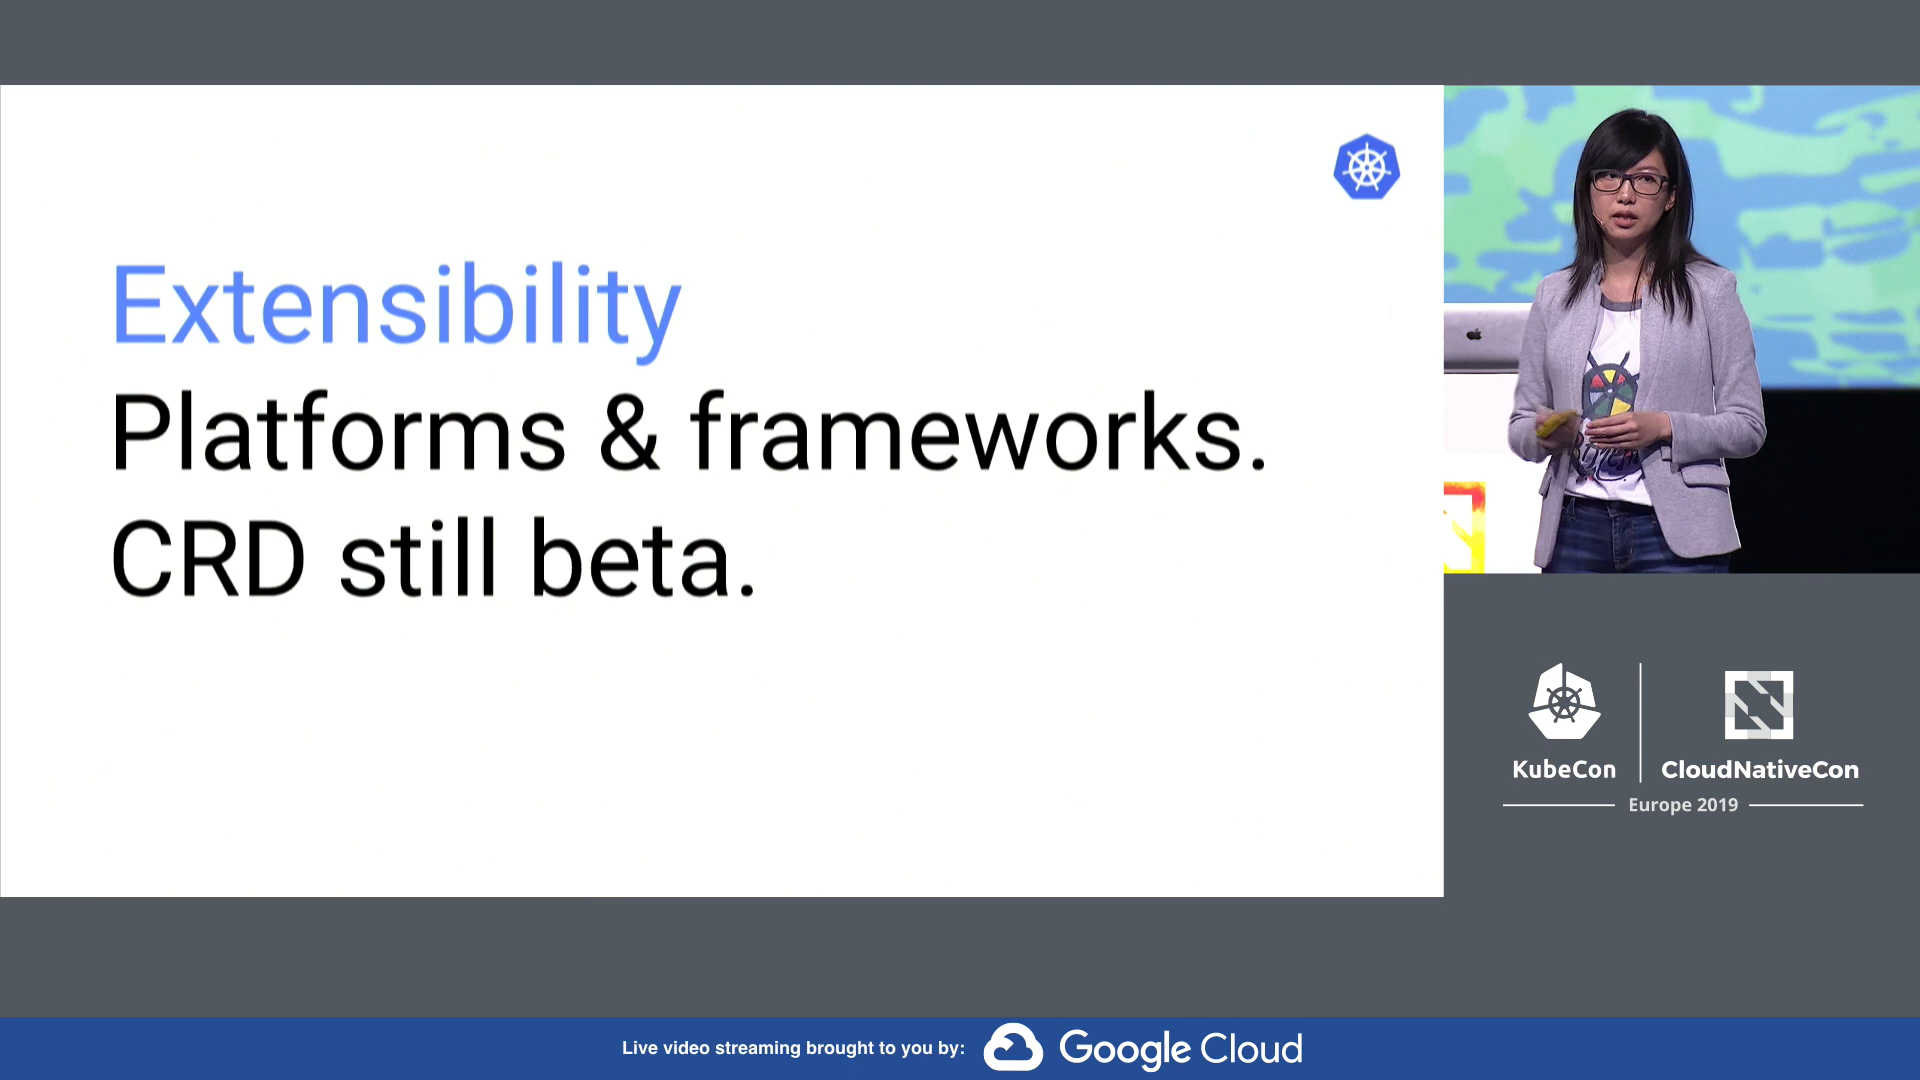 Extensibility
Platforms & frameworks.
CRD still beta.
KubeCon
CloudNativeCon
Europe 2019
Live video streaming brought to you by:
Google Cloud